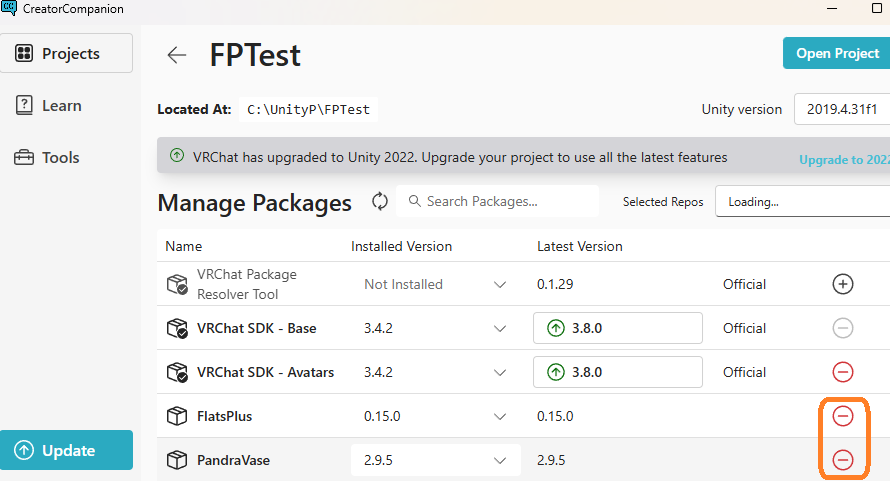 CreatorCompanion
Projects
Learn
Tools
Update
FPTest
Open Project
Located At: C:\UnityP\FPTest
Unity version 2019.4.31f1
VRChat has upgraded to Unity 2022. Upgrade your project to use all the latest features
Upgrade to 2022
Manage Packages
Search Packages...
Selected Repos
Loading...
Name Installed Version Latest Version
VRChat Package
Resolver Tool
Not Installed 0.1.29 Official
VRChat SDK - Base 3.4.2 3.8.0 Official
VRChat SDK - Avatars 3.4.2 3.8.0 Official
FlatsPlus 0.15.0 0.15.0
PandraVase 2.9.5 2.9.5